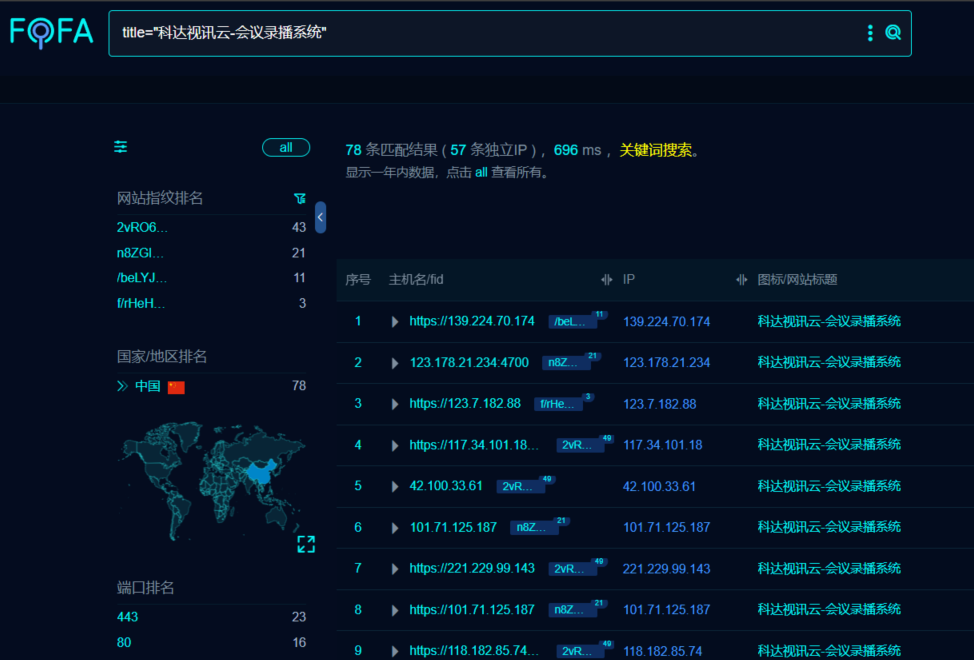 FOFA
title="科达视讯云-会议录播系统"
all
78 条匹配结果 ( 57 条独立IP ) ,  696 ms ,  关键词搜索。
显示一年内数据，点击 all 查看所有。
网站指纹排名
2vRO6... 43
n8ZGI... 21
/beLYJ... 11
f/rHeH... 3
国家/地区排名
中国 78
端口排名
443 23
80 16
序号 主机名/fid IP 图标/网站标题
1 https://139.224.70.174 /beL... 11 139.224.70.174 科达视讯云-会议录播系统
2 123.178.21.234:4700 n8Z... 21 123.178.21.234 科达视讯云-会议录播系统
3 https://123.7.182.88 f/rHe... 3 123.7.182.88 科达视讯云-会议录播系统
4 https://117.34.101.18... 2vR... 49 117.34.101.18 科达视讯云-会议录播系统
5 42.100.33.61 2vR... 49 42.100.33.61 科达视讯云-会议录播系统
6 101.71.125.187 n8Z... 21 101.71.125.187 科达视讯云-会议录播系统
7 https://221.229.99.143 2vR... 49 221.229.99.143 科达视讯云-会议录播系统
8 https://101.71.125.187 n8Z... 21 101.71.125.187 科达视讯云-会议录播系统
9 https://118.182.85.74... 2vR... 49 118.182.85.74 科达视讯云-会议录播系统